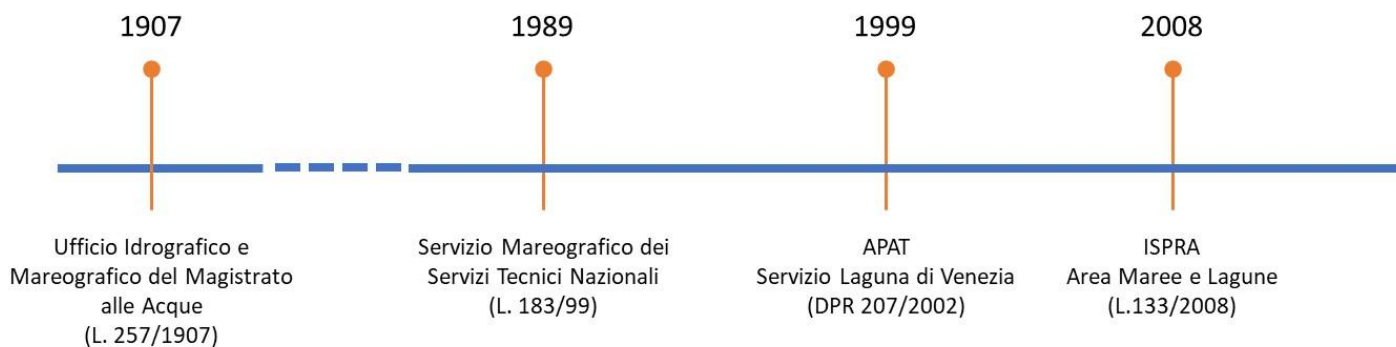 1907
1989
1999
2008
Ufficio Idrografico e
Mareografico del Magistrato
alle Acque
(L. 257/1907)
Servizio Mareografico dei
Servizi Tecnici Nazionali
(L. 183/99)
APAT
Servizio Laguna di Venezia
(DPR 207/2002)
ISPRA
Area Maree e Lagune
(L.133/2008)